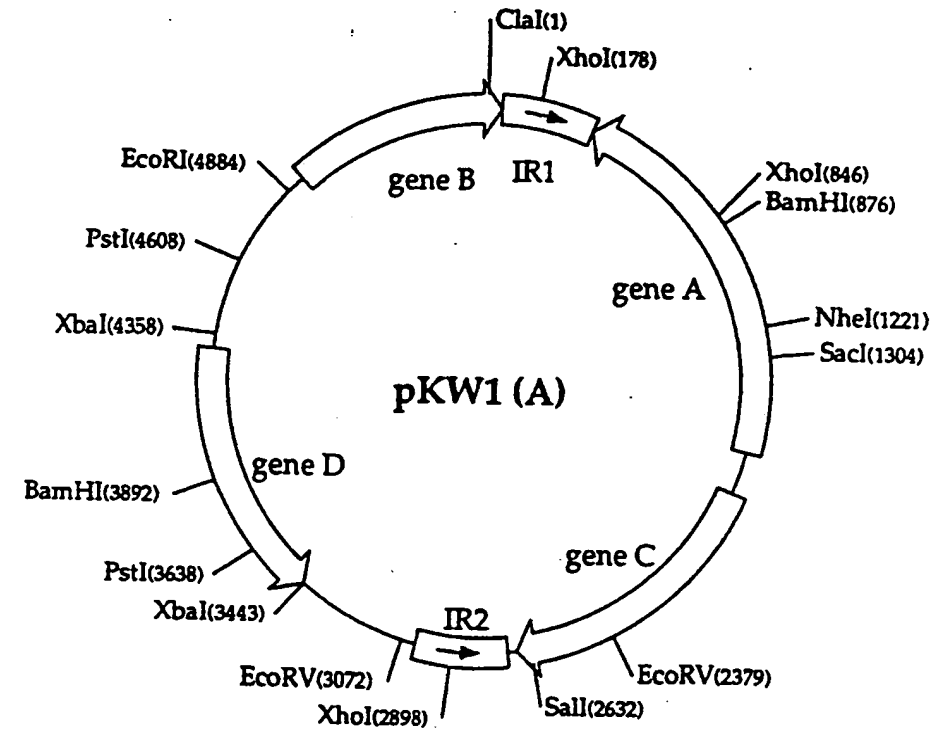 ClaI(1)
XhoI(178)
EcoRI(4884)
gene B
IR1
XhoI(846)
BamHI(876)
PstI(4608)
gene A
XbaI(4358)
NheI(1221)
SacI(1304)
pKW1 (A)
gene D
BamHI(3892)
gene C
PstI(3638)
XbaI(3443)
IR2
EcoRV(3072)
EcoRV(2379)
XhoI(2898)
SalI(2632)